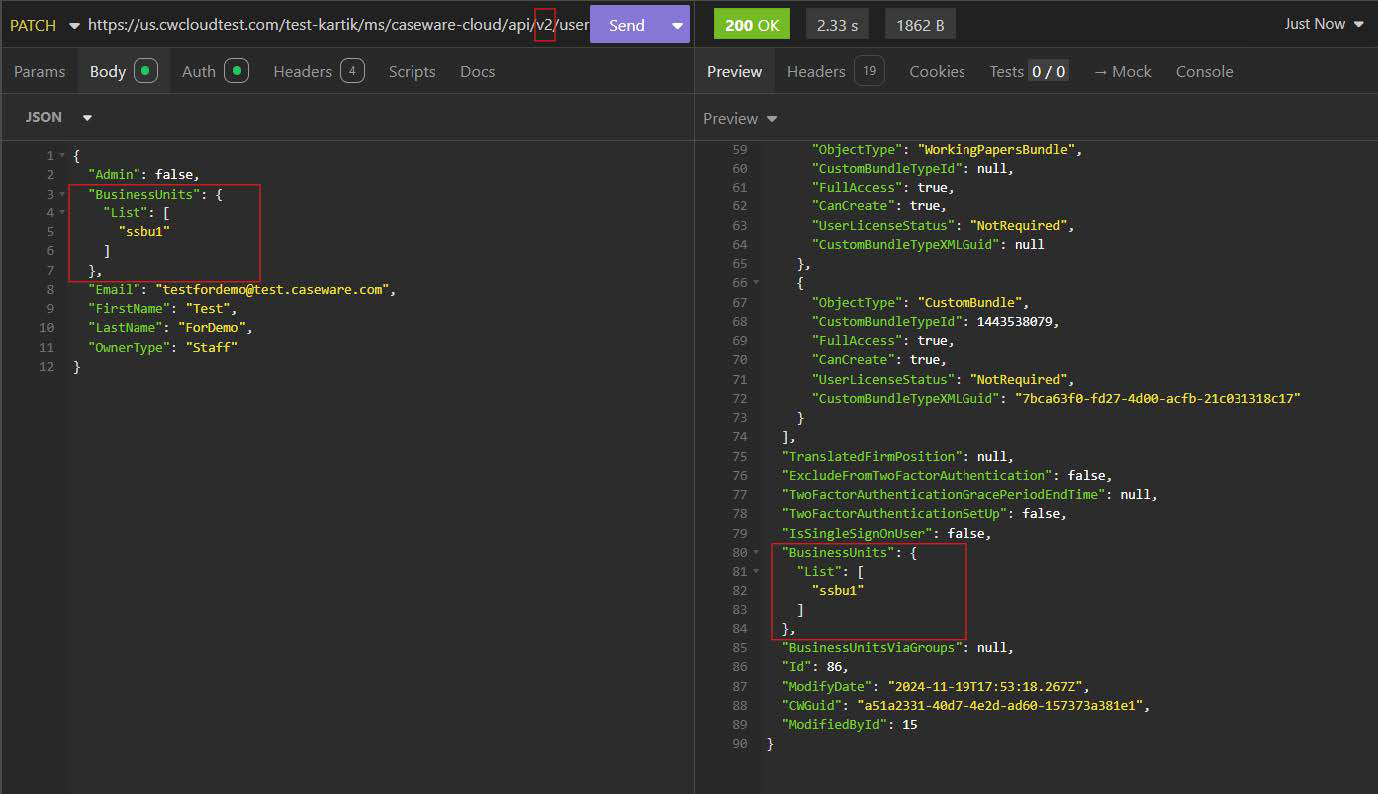 PATCH https://us.cwcloudtest.com/test-kartik/ms/caseware-cloud/api/v2/user Send 200 OK 2.33 s 1862 B Just Now
Params Body Auth Headers 4 Scripts Docs Preview Headers 19 Cookies Tests 0 / 0 → Mock Console
JSON
1 {
2 "Admin": false,
3 "BusinessUnits": {
4 "List": [
5 "ssbu1"
6 ]
7 },
8 "Email": "testfordemo@test.caseware.com",
9 "FirstName": "Test",
10 "LastName": "ForDemo",
11 "OwnerType": "Staff"
12 }
Preview
59 "ObjectType": "WorkingPapersBundle",
60 "CustomBundleTypeId": null,
61 "FullAccess": true,
62 "CanCreate": true,
63 "UserLicenseStatus": "NotRequired",
64 "CustomBundleTypeXMLGuid": null
65 },
66 {
67 "ObjectType": "CustomBundle",
68 "CustomBundleTypeId": 1443538079,
69 "FullAccess": true,
70 "CanCreate": true,
71 "UserLicenseStatus": "NotRequired",
72 "CustomBundleTypeXMLGuid": "7bca63f0-fd27-4d00-acfb-21c031318c17"
73 }
74 ],
75 "TranslatedFirmPosition": null,
76 "ExcludeFromTwoFactorAuthentication": false,
77 "TwoFactorAuthenticationGracePeriodEndTime": null,
78 "TwoFactorAuthenticationSetUp": false,
79 "IsSingleSignOnUser": false,
80 "BusinessUnits": {
81 "List": [
82 "ssbu1"
83 ]
84 },
85 "BusinessUnitsViaGroups": null,
86 "Id": 86,
87 "ModifyDate": "2024-11-19T17:53:18.267Z",
88 "CWGuid": "a51a2331-40d7-4e2d-ad60-157373a381e1",
89 "ModifiedById": 15
90 }